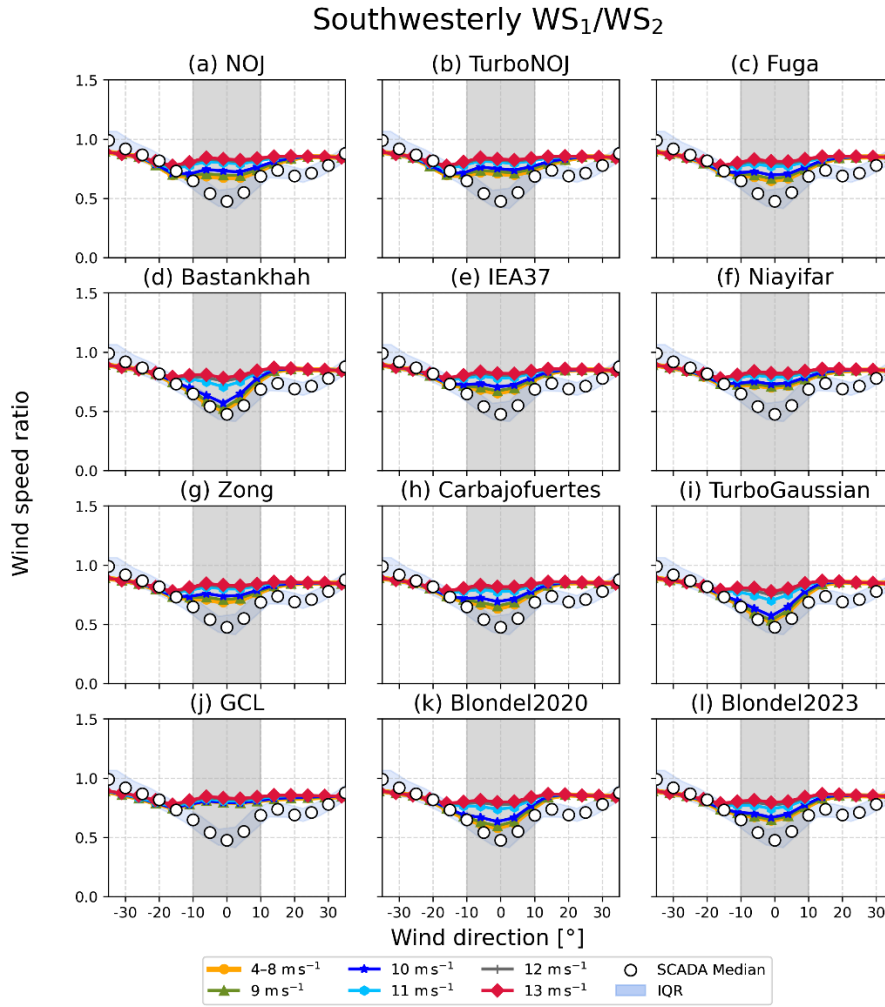 Southwesterly WS₁/WS₂
(a) NOJ (b) TurboNOJ (c) Fuga
1.5
1.0
0.5
0.0
(d) Bastankhah (e) IEA37 (f) Niayifar
1.5
1.0
0.5
0.0
Wind speed ratio
(g) Zong (h) Carbajofuertes (i) TurboGaussian
1.5
1.0
0.5
0.0
(j) GCL (k) Blondel2020 (l) Blondel2023
1.5
1.0
0.5
0.0
-30 -20 -10 0 10 20 30 -30 -20 -10 0 10 20 30 -30 -20 -10 0 10 20 30
Wind direction [°]
4–8 m s⁻¹ 10 m s⁻¹ 12 m s⁻¹ SCADA Median
9 m s⁻¹ 11 m s⁻¹ 13 m s⁻¹ IQR